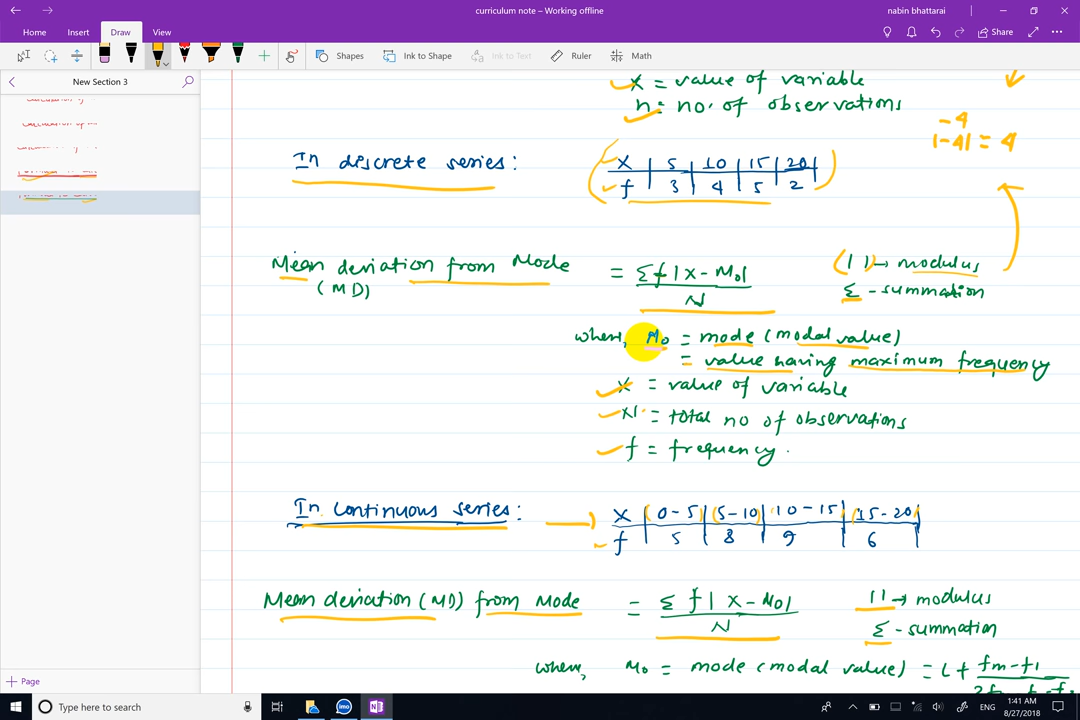 curriculum note – Working offline
nabin bhattarai
Home Insert Draw View
Share
Shapes Ink to Shape Ink to Text Ruler Math
New Section 3
x = value of variable
n = no. of observations
-4
|-4| = 4
In discrete series:
x 5 10 15 20
f 3 4 5 2
Mean deviation from Mode = Σf|x-Mo|
(MD) N
( | | ) → modulus
Σ - summation
where, Mo = mode (modal value)
= value having maximum frequency
x = value of variable
= total no of observations
f = frequency.
In continuous series: → X (0-5) (5-10) (10-15) (15-20)
f 5 8 9 6
Mean deviation (MD) from Mode = Σ f| X-Mo|
N
| | → modulus
Σ - summation
where, Mo = mode (modal value) = L + fm-f1
Page
Type here to search
ENG
1:41 AM
8/27/2018